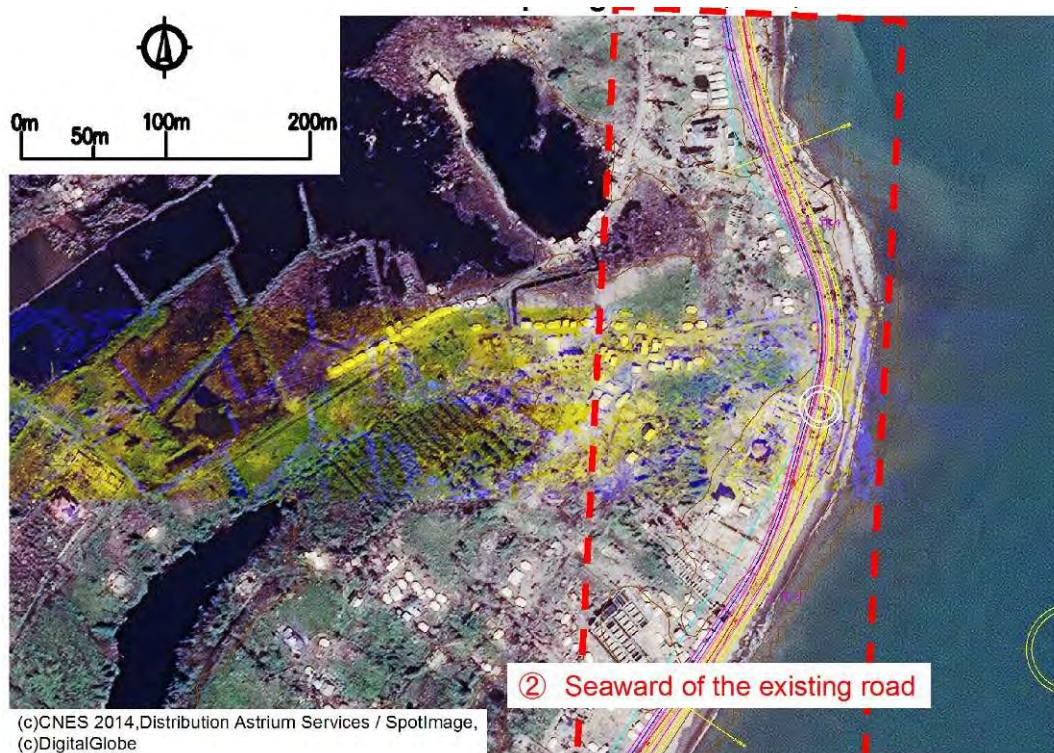 0m
50m
100m
200m
② Seaward of the existing road
(c)CNES 2014,Distribution Astrium Services / SpotImage,
(c)DigitalGlobe